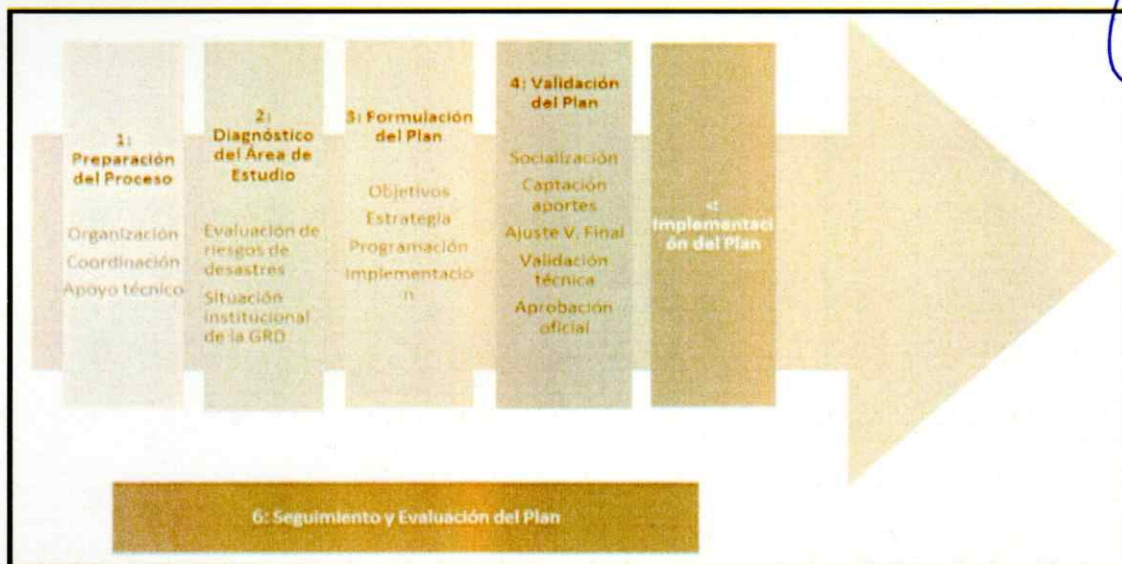 1:
Preparación
del Proceso
Organización
Coordinación
Apoyo técnico
2:
Diagnóstico
del Área de
Estudio
Evaluación de
riesgos de
desastres
Situación
institucional
de la GRD
3: Formulación
del Plan
Objetivos
Estrategia
Programación
Implementació
n
4: Validación
del Plan
Socialización
Captación
aportes
Ajuste V. Final
Validación
técnica
Aprobación
oficial
Implementaci
ón del Plan
6: Seguimiento y Evaluación del Plan